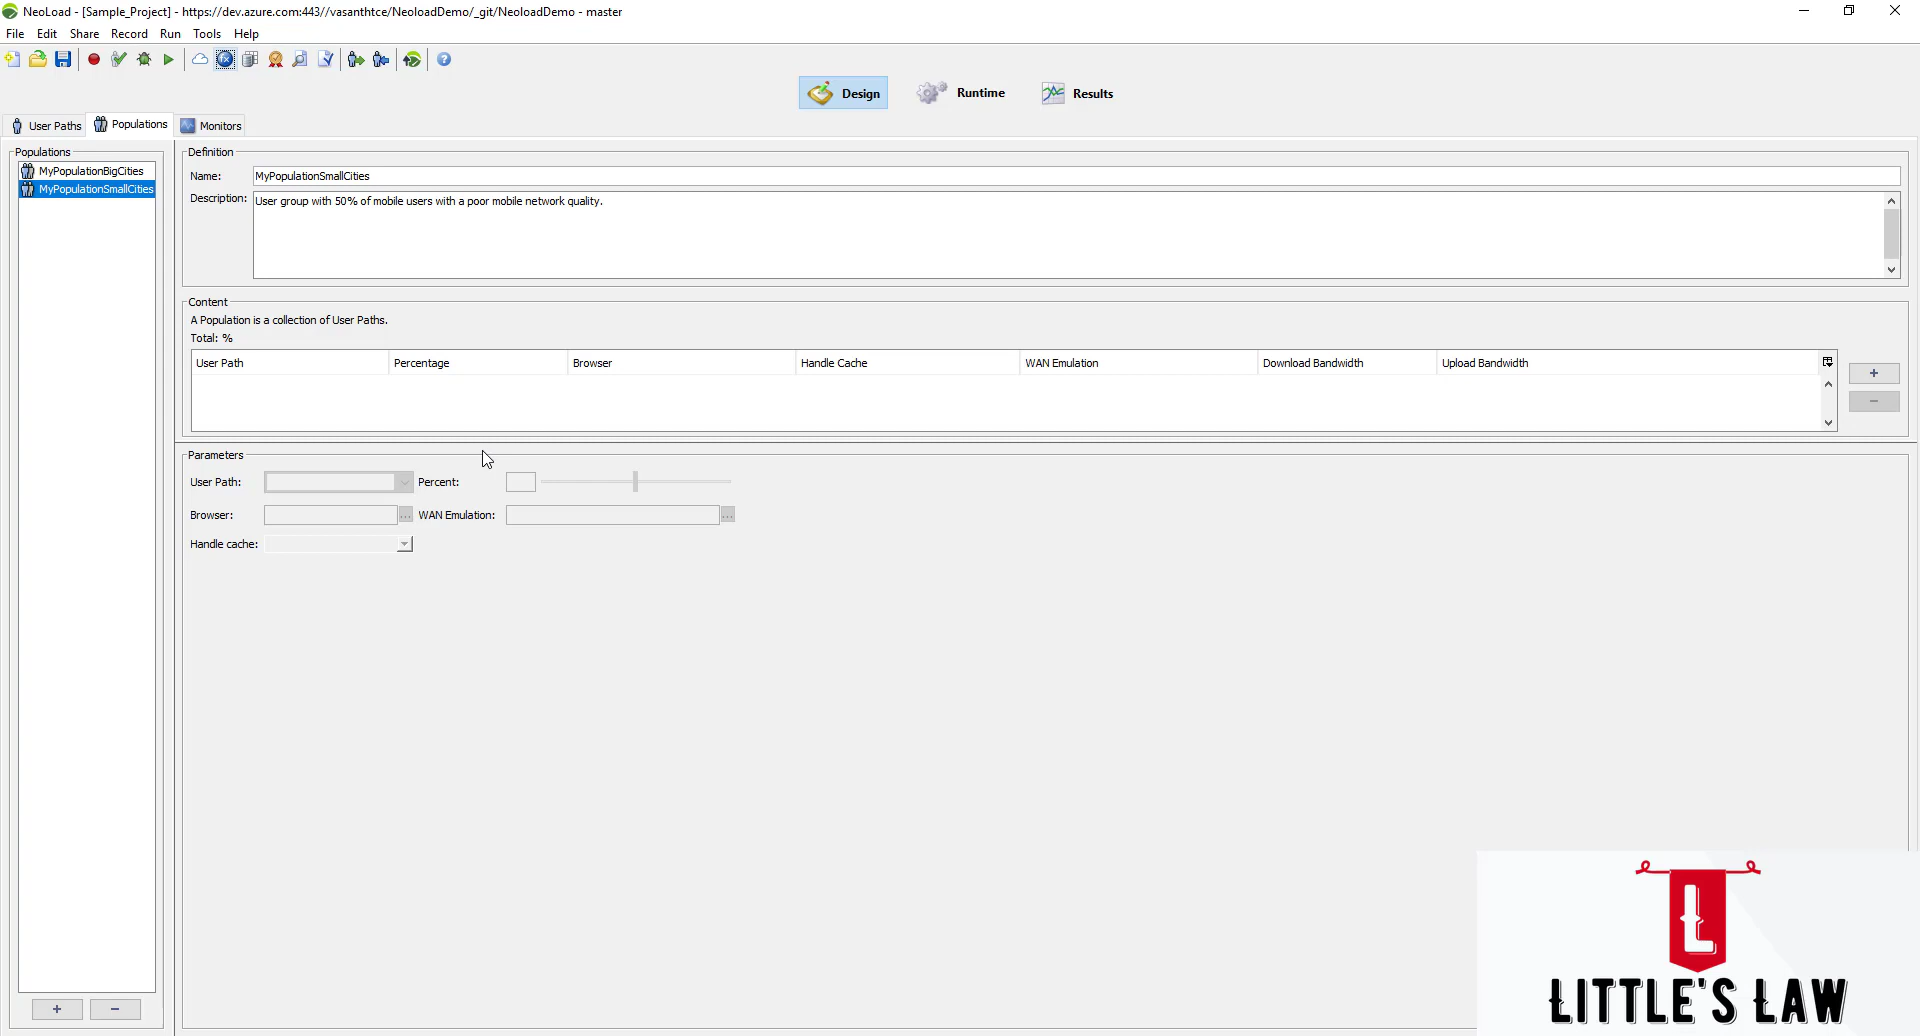 NeoLoad - [Sample_Project] - https://dev.azure.com:443//vasanthtce/NeoloadDemo/_git/NeoloadDemo - master
File Edit Share Record Run Tools Help
Design Runtime Results
User Paths Populations Monitors
Populations
MyPopulationBigCities
MyPopulationSmallCities
Definition
Name: MyPopulationSmallCities
Description: User group with 50% of mobile users with a poor mobile network quality.
Content
A Population is a collection of User Paths.
Total: %
User Path Percentage Browser Handle Cache WAN Emulation Download Bandwidth Upload Bandwidth
Parameters
User Path: Percent:
Browser: ... WAN Emulation: ...
Handle cache:
+ -
L
LITTLE'S LAW